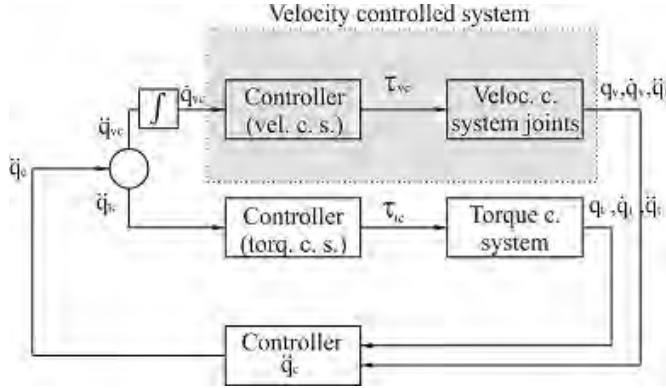 Velocity controlled system
∫
q̇vc
Controller
(vel. c. s.)
τvc
Veloc. c.
system joints
qv,q̇v,q̈
q̈vc
q̈c
q̈tc
Controller
(torq. c. s.)
τtc
Torque c.
system
Controller
q̈c